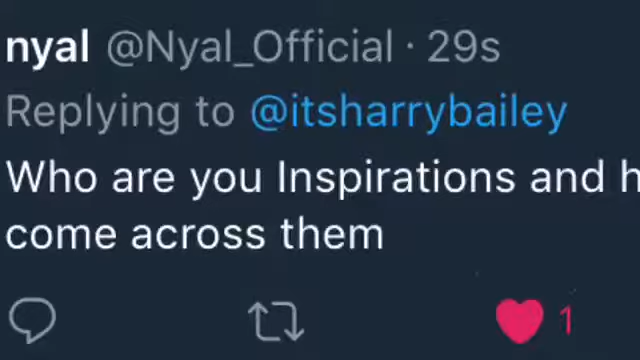 nyal @Nyal_Official · 29s
Replying to @itsharrybailey
Who are you Inspirations and
come across them
1